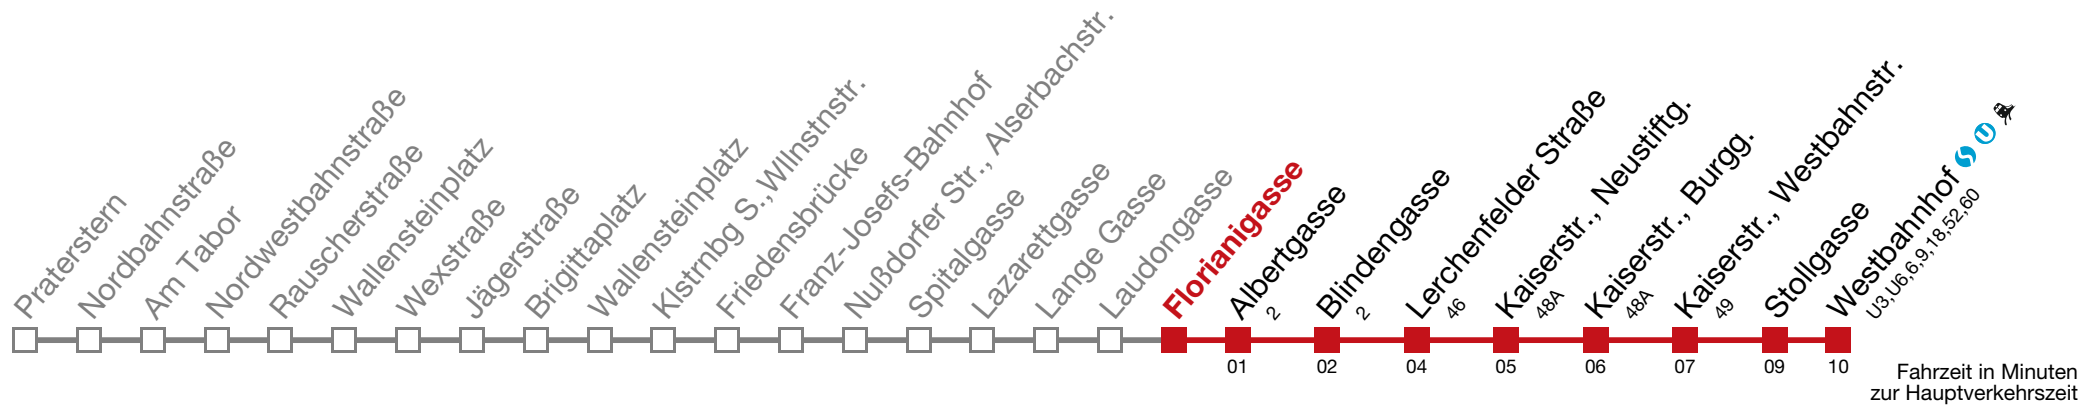 Praterstern
Nordbahnstraße
Am Tabor
Nordwestbahnstraße
Rauscherstraße
Wallensteinplatz
Wexstraße
Jägerstraße
Brigittaplatz
Wallensteinplatz
Klstrnbg S., Wllnstnstr.
Friedensbrücke
Franz-Josefs-Bahnhof
Nußdorfer Str., Alserbachstr.
Spitalgasse
Lazarettgasse
Lange Gasse
Laudongasse
Florianigasse
Albertgasse
2
Blindengasse
2
Lerchenfelder Straße
46
Kaiserstr., Neustiftg.
48A
Kaiserstr., Burgg.
48A
Kaiserstr., Westbahnstr.
49
Stollgasse
Westbahnhof S U
U3,U6,6,9,18,52,60
01 02 04 05 06 07 09 10
Fahrzeit in Minuten
zur Hauptverkehrszeit